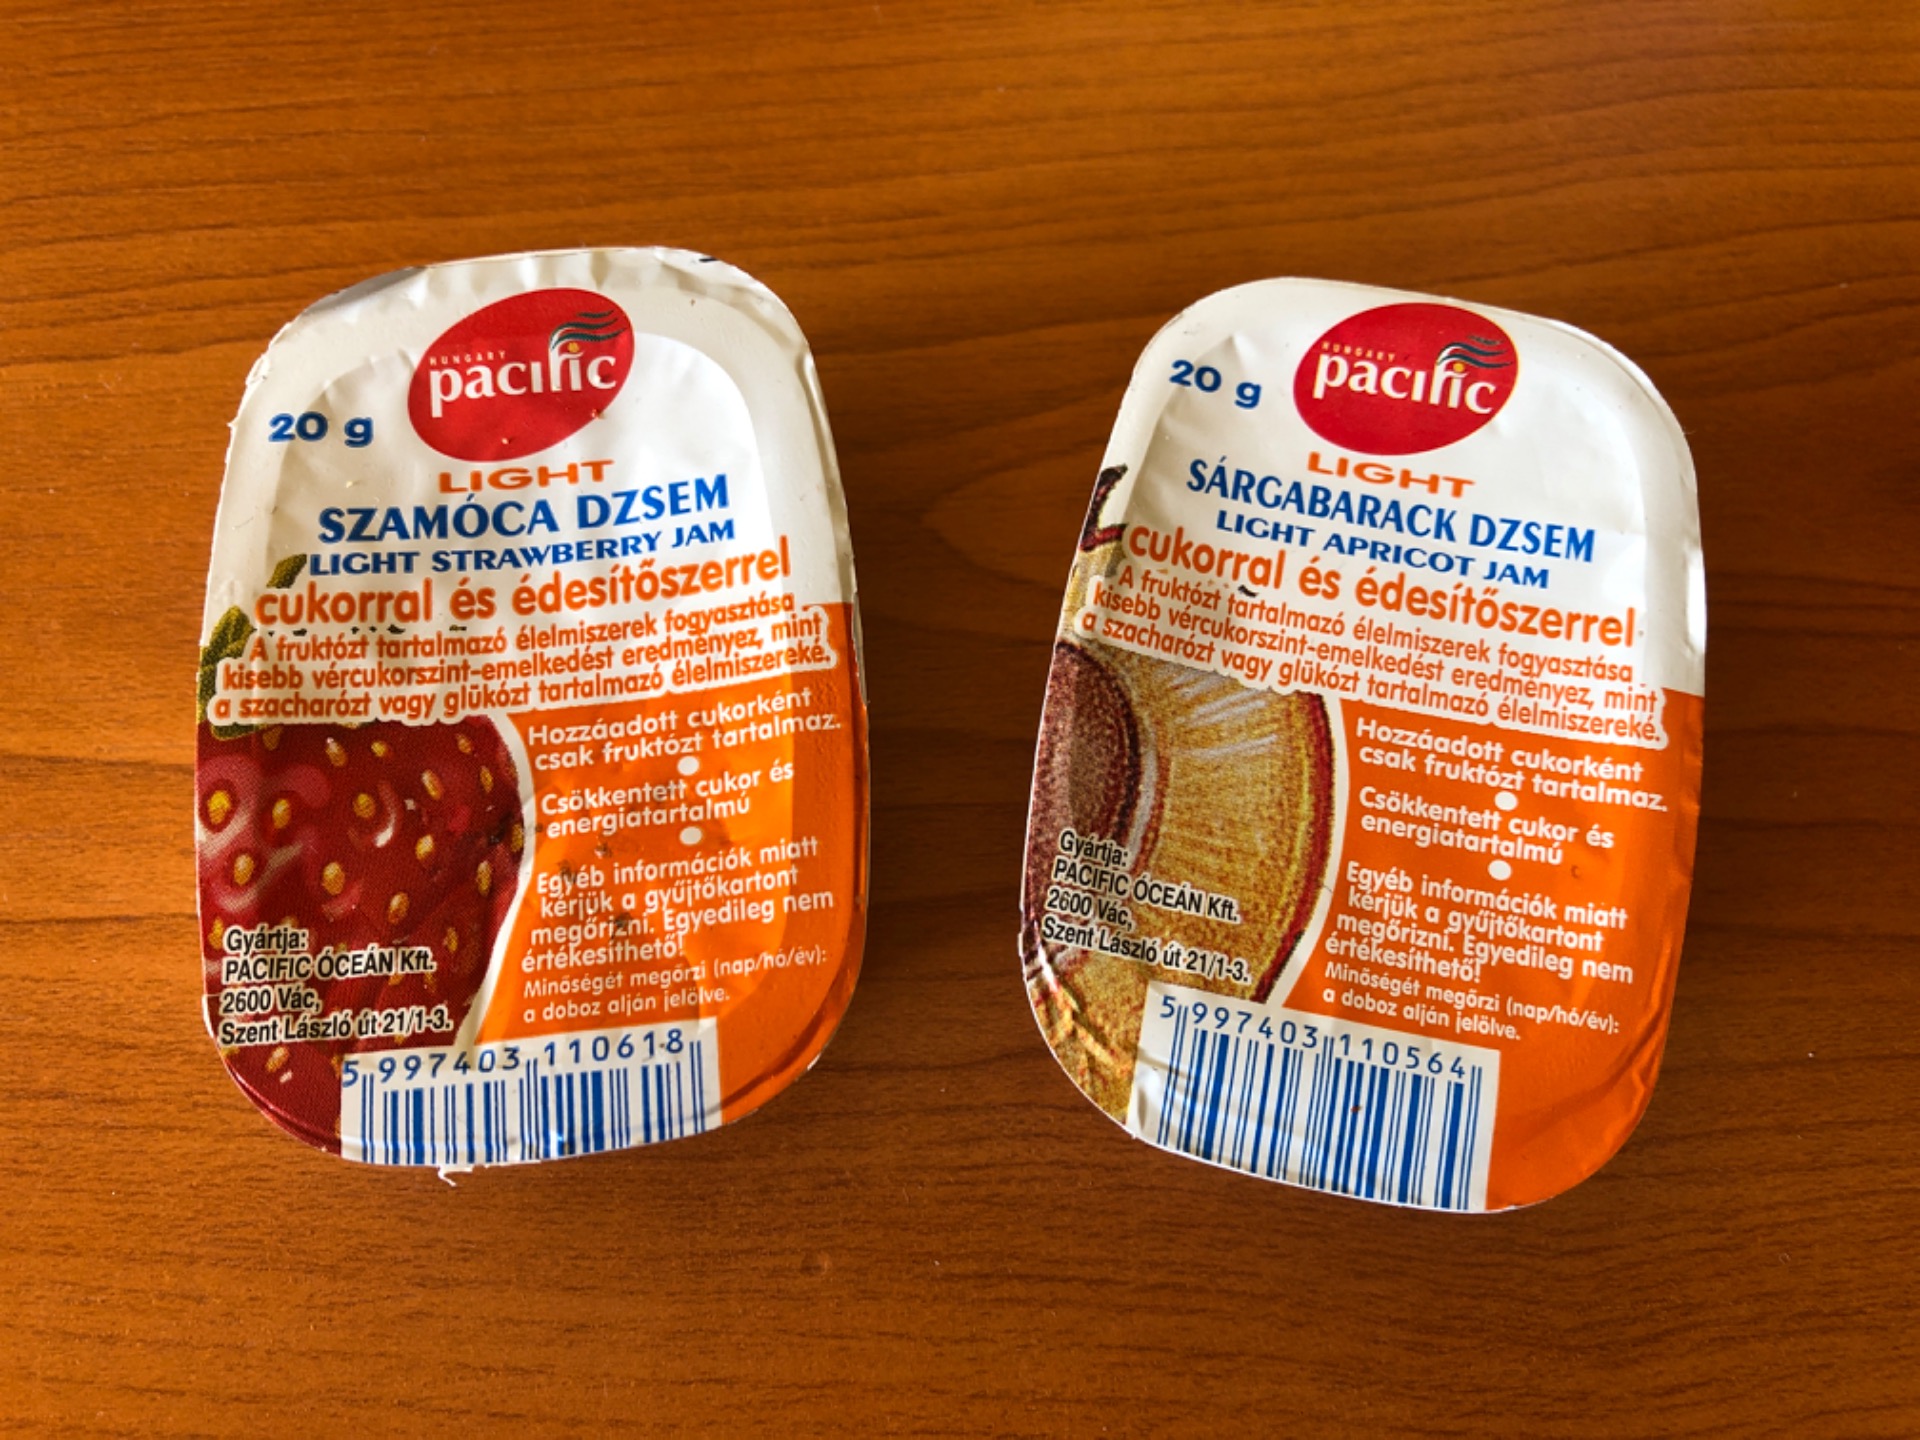 HUNGARY
pacific
20 g
LIGHT
SZAMÓCA DZSEM
LIGHT STRAWBERRY JAM
cukorral és édesítőszerrel
A fruktózt tartalmazó élelmiszerek fogyasztása
kisebb vércukorszint-emelkedést eredményez, mint
a szacharózt vagy glükózt tartalmazó élelmiszereké.
Hozzáadott cukorként
csak fruktózt tartalmaz.
Csökkentett cukor és
energiatartalmú
Egyéb információk miatt
kérjük a gyűjtőkartont
megőrizni. Egyedileg nem
értékesíthető!
Minőségét megőrzi (nap/hó/év):
a doboz alján jelölve.
Gyártja:
PACIFIC ÓCEÁN Kft.
2600 Vác,
Szent László út 21/1-3.
5 997403 110618
HUNGARY
pacific
20 g
LIGHT
SÁRGABARACK DZSEM
LIGHT APRICOT JAM
cukorral és édesítőszerrel
A fruktózt tartalmazó élelmiszerek fogyasztása
kisebb vércukorszint-emelkedést eredményez, mint
a szacharózt vagy glükózt tartalmazó élelmiszereké.
Hozzáadott cukorként
csak fruktózt tartalmaz.
Csökkentett cukor és
energiatartalmú
Egyéb információk miatt
kérjük a gyűjtőkartont
megőrizni. Egyedileg nem
értékesíthető!
Minőségét megőrzi (nap/hó/év):
a doboz alján jelölve.
Gyártja:
PACIFIC ÓCEÁN Kft.
2600 Vác,
Szent László út 21/1-3.
5 997403 110564